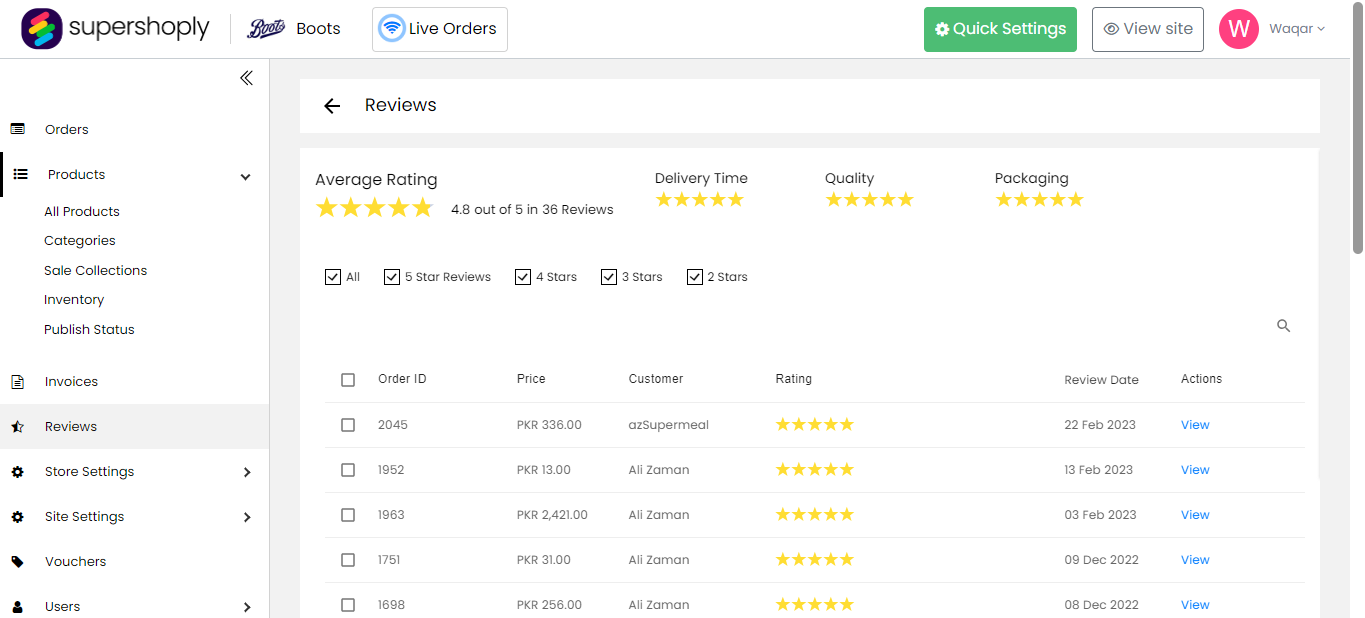 supershoply Boots Boots Live Orders Quick Settings View site W Waqar
Reviews
Orders
Products
All Products
Categories
Sale Collections
Inventory
Publish Status
Invoices
Reviews
Store Settings
Site Settings
Vouchers
Users
Average Rating Delivery Time Quality Packaging
4.8 out of 5 in 36 Reviews
All 5 Star Reviews 4 Stars 3 Stars 2 Stars
Order ID Price Customer Rating Review Date Actions
2045 PKR 336.00 azSupermeal 22 Feb 2023 View
1952 PKR 13.00 Ali Zaman 13 Feb 2023 View
1963 PKR 2,421.00 Ali Zaman 03 Feb 2023 View
1751 PKR 31.00 Ali Zaman 09 Dec 2022 View
1698 PKR 256.00 Ali Zaman 08 Dec 2022 View